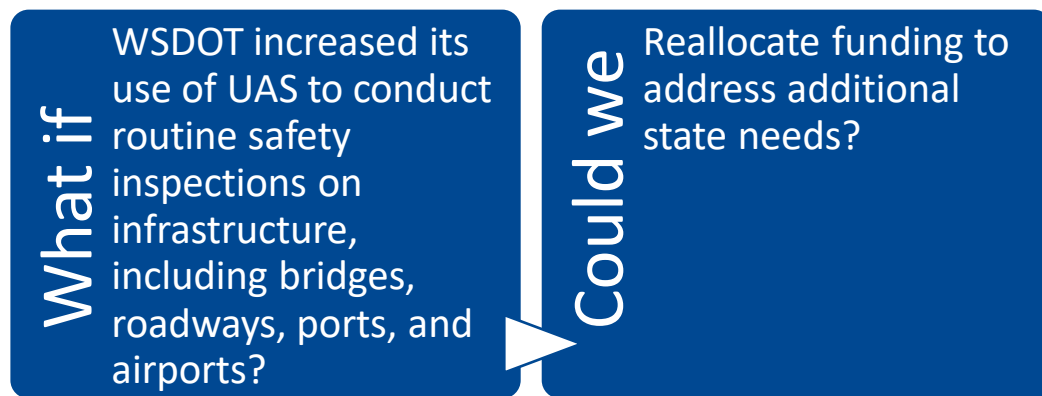 What if
WSDOT increased its
use of UAS to conduct
routine safety
inspections on
infrastructure,
including bridges,
roadways, ports, and
airports?
Could we
Reallocate funding to
address additional
state needs?